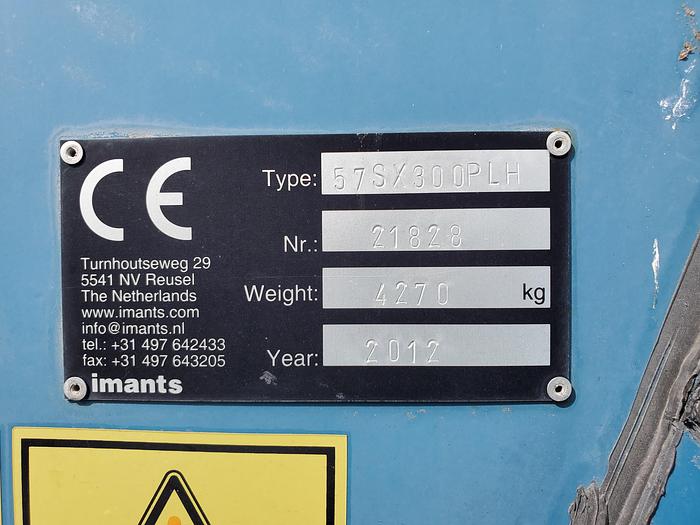 CE
Type: 57SX300PLH
Nr.: 21828
Weight: 4270 kg
Year: 2012
Turnhoutseweg 29
5541 NV Reusel
The Netherlands
www.imants.com
info@imants.nl
tel.: +31 497 642433
fax: +31 497 643205
imants